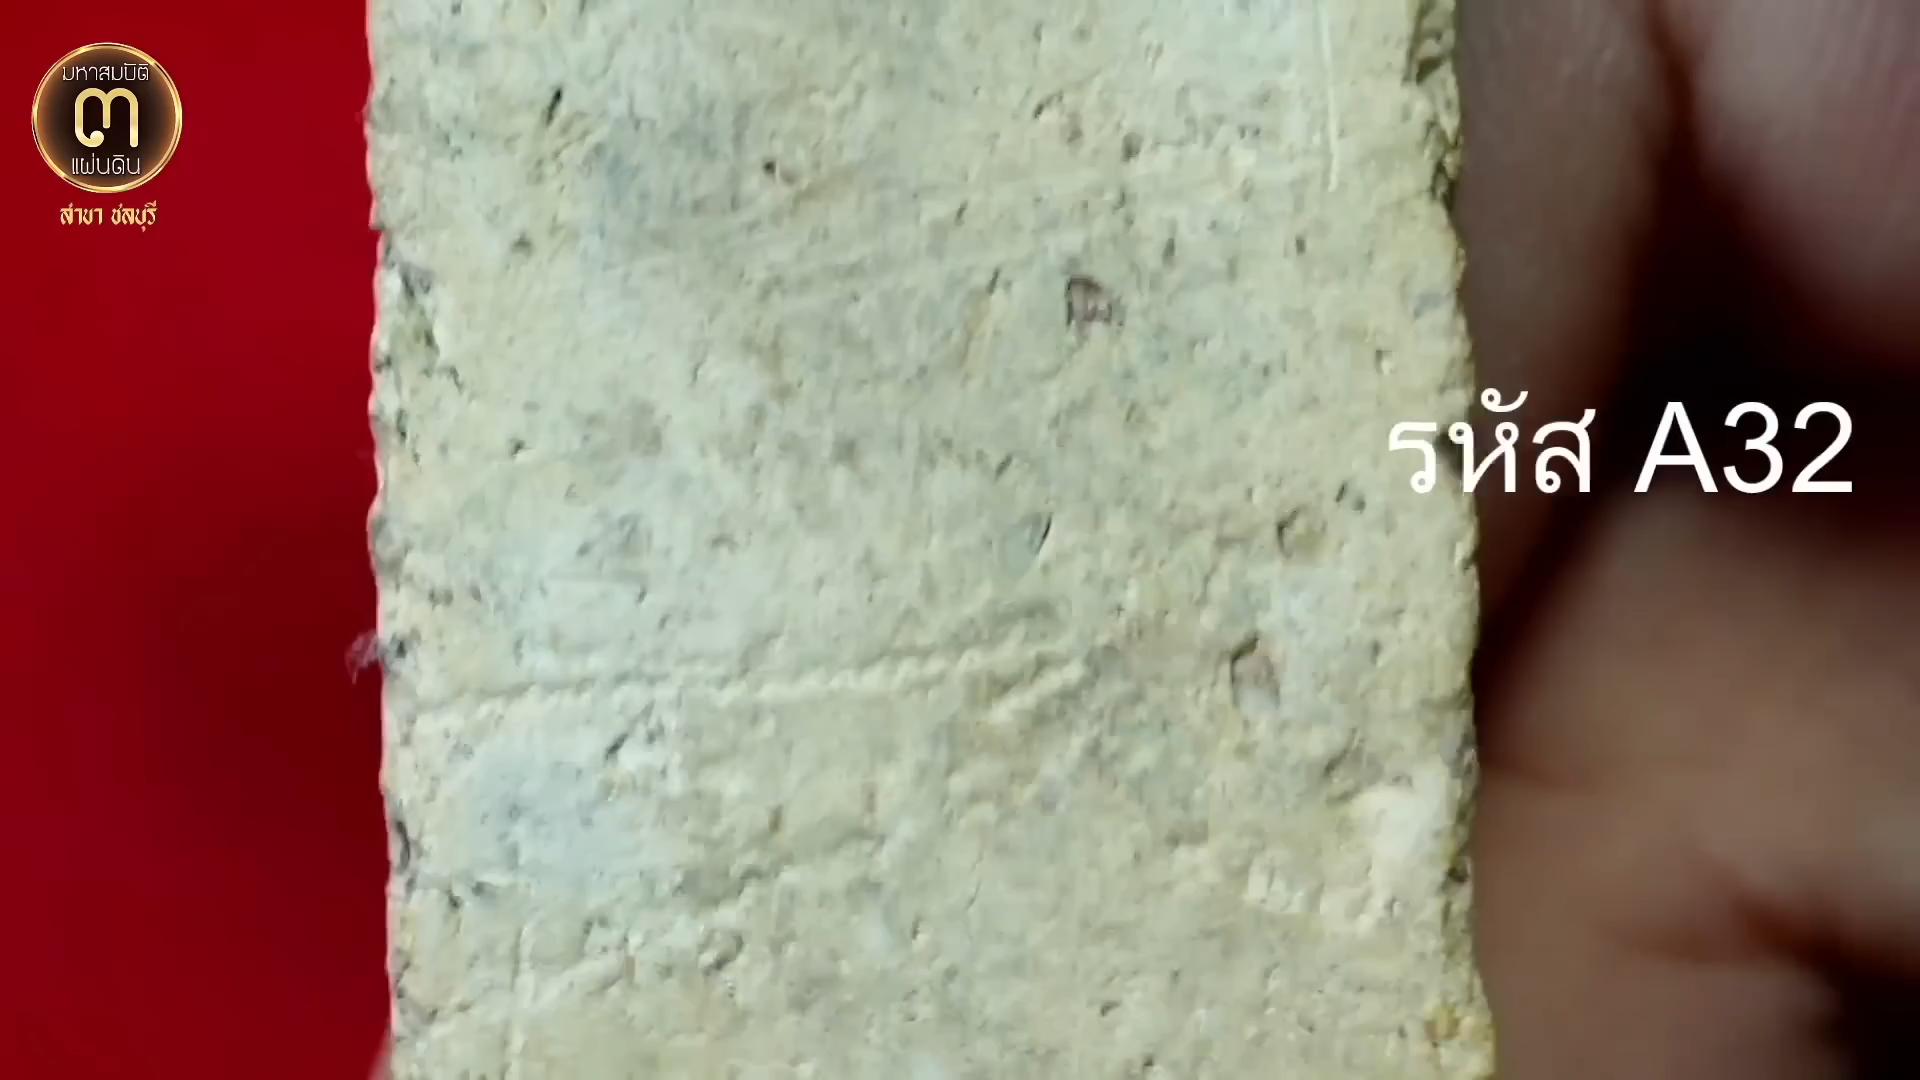 มหาสมบัติ
๓
แผ่นดิน
สาขา ชลบุรี
รหัส A32